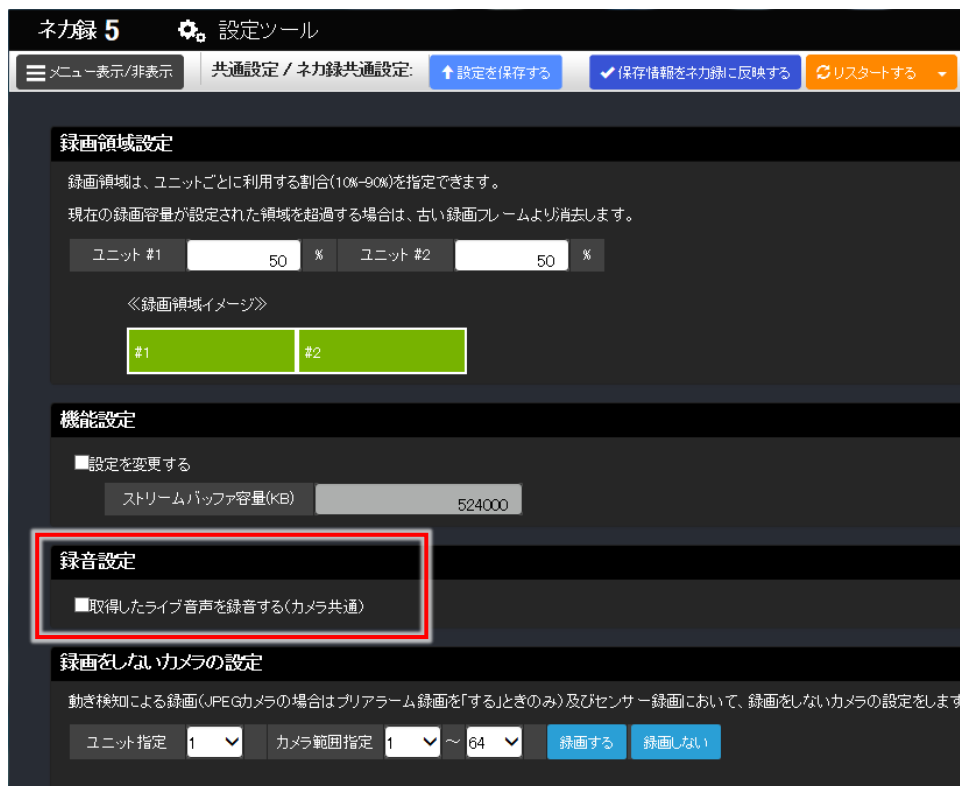 ネカ録 5 設定ツール
メニュー表示/非表示 共通設定 / ネカ録共通設定: 設定を保存する 保存情報をネカ録に反映する リスタートする
録画領域設定
録画領域は、ユニットごとに利用する割合(10%-90%)を指定できます。
現在の録画容量が設定された領域を超過する場合は、古い録画フレームより消去します。
ユニット #1 50 % ユニット #2 50 %
≪録画領域イメージ≫
#1 #2
機能設定
設定を変更する
ストリームバッファ容量(KB) 524000
録音設定
取得したライブ音声を録音する(カメラ共通)
録画をしないカメラの設定
動き検知による録画(JPEGカメラの場合はプリアラーム録画を「する」ときのみ)及びセンサー録画において、録画をしないカメラの設定をします
ユニット指定 1 カメラ範囲指定 1 ～ 64 録画する 録画しない